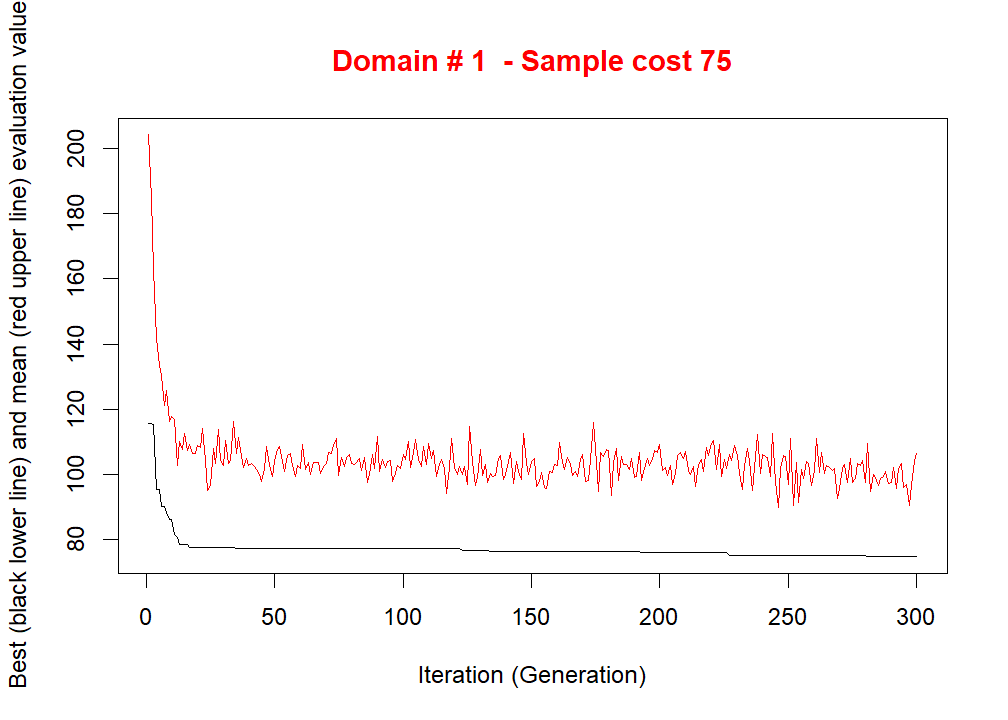 Domain # 1  - Sample cost 75
Best (black lower line) and mean (red upper line) evaluation value
200
180
160
140
120
100
80
0 50 100 150 200 250 300
Iteration (Generation)